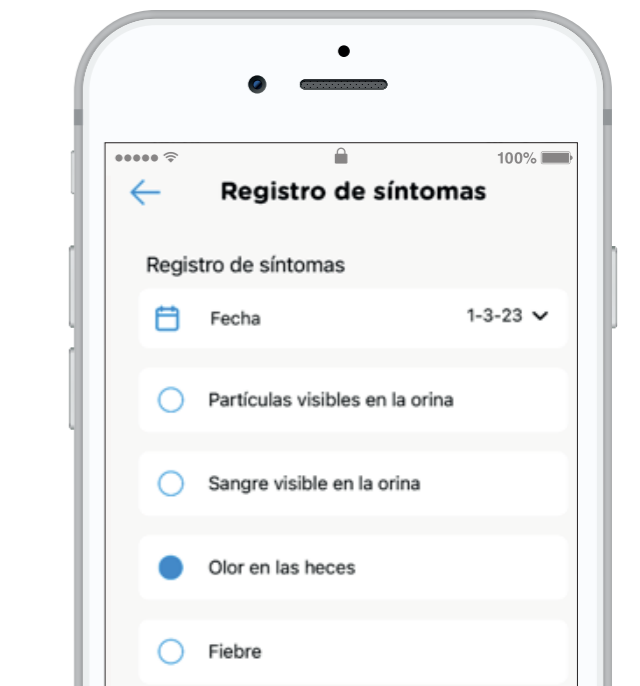 100%
Registro de síntomas
Registro de síntomas
Fecha 1-3-23
Partículas visibles en la orina
Sangre visible en la orina
Olor en las heces
Fiebre